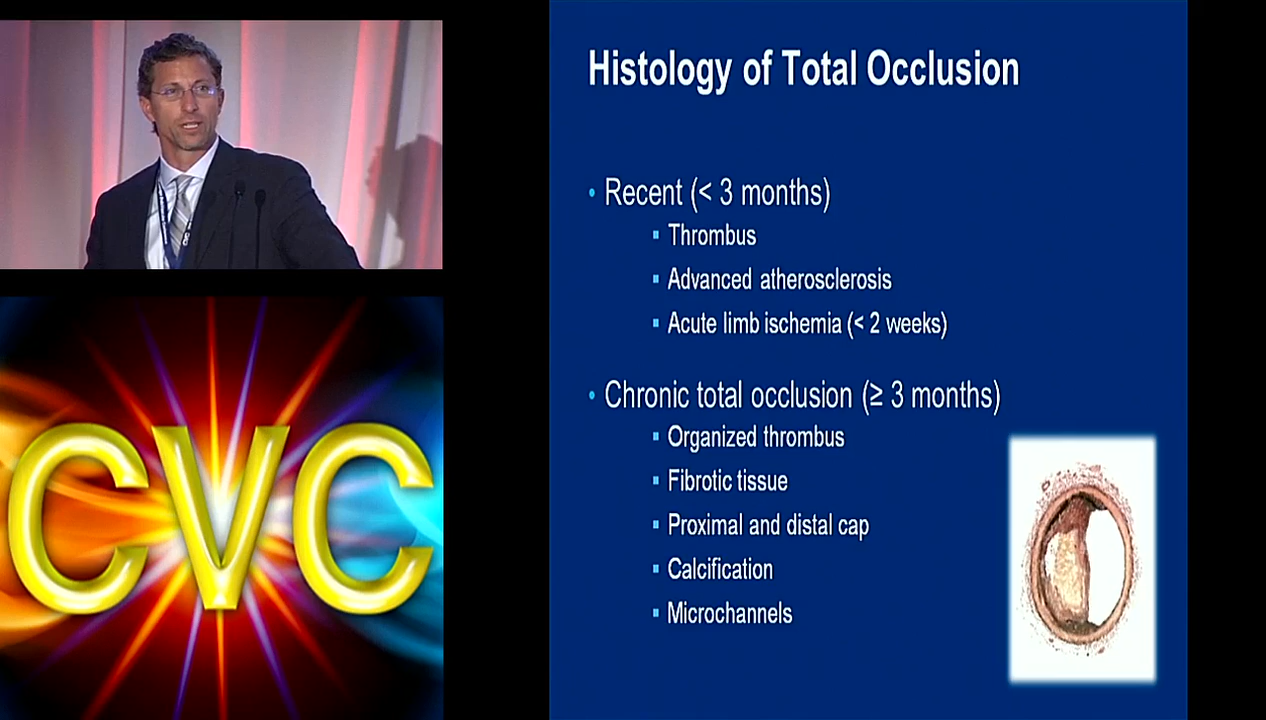 Histology of Total Occlusion
• Recent (< 3 months)
▪ Thrombus
▪ Advanced atherosclerosis
▪ Acute limb ischemia (< 2 weeks)
• Chronic total occlusion (≥ 3 months)
▪ Organized thrombus
▪ Fibrotic tissue
▪ Proximal and distal cap
▪ Calcification
▪ Microchannels
CVC